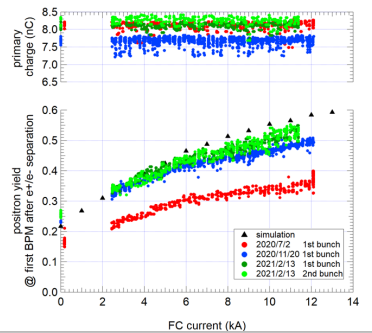 primary
charge (nC)
8.5
8.0
7.5
7.0
positron yield
@ first BPM after e+/e- separation
0.6
0.5
0.4
0.3
0.2
0.1
0.0
simulation
2020/7/2 1st bunch
2020/11/20 1st bunch
2021/2/13 1st bunch
2021/2/13 2nd bunch
0 2 4 6 8 10 12 14
FC current (kA)